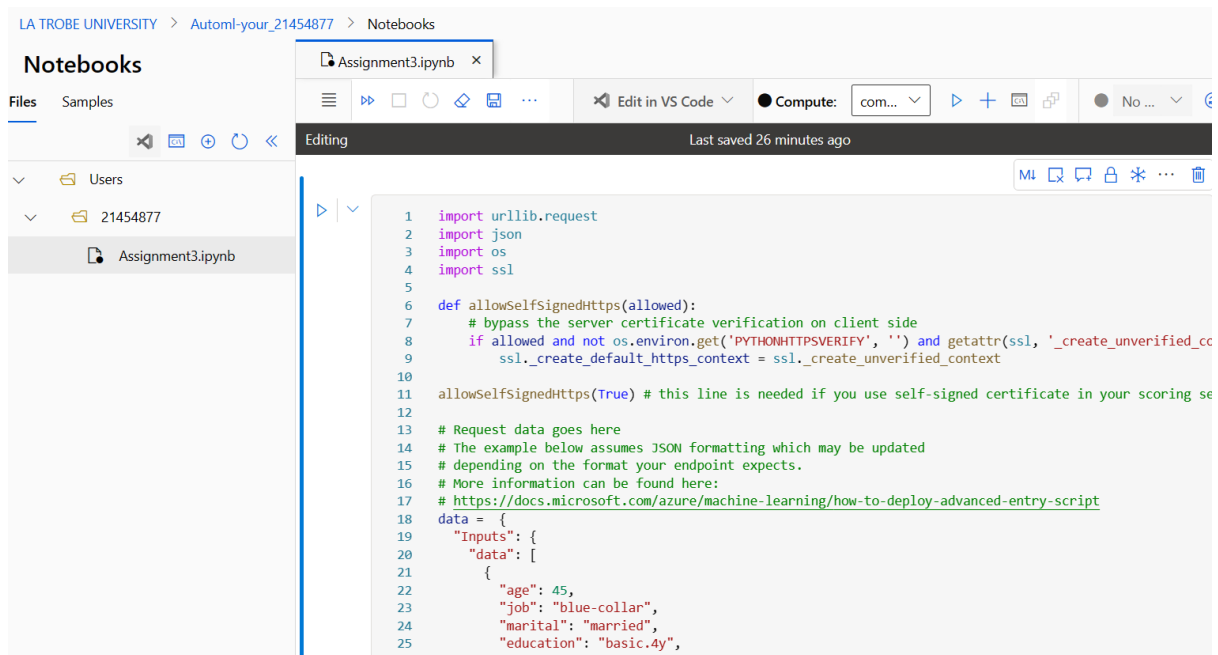 LA TROBE UNIVERSITY > Automl-your_21454877 > Notebooks
Notebooks
Files Samples
Users
21454877
Assignment3.ipynb
Assignment3.ipynb ×
Edit in VS Code
Compute:
com...
No ...
Editing
Last saved 26 minutes ago
M↓
1 import urllib.request
2 import json
3 import os
4 import ssl
5
6 def allowSelfSignedHttps(allowed):
7 # bypass the server certificate verification on client side
8 if allowed and not os.environ.get('PYTHONHTTPSVERIFY', '') and getattr(ssl, '_create_unverified_co
9 ssl._create_default_https_context = ssl._create_unverified_context
10
11 allowSelfSignedHttps(True) # this line is needed if you use self-signed certificate in your scoring se
12
13 # Request data goes here
14 # The example below assumes JSON formatting which may be updated
15 # depending on the format your endpoint expects.
16 # More information can be found here:
17 # https://docs.microsoft.com/azure/machine-learning/how-to-deploy-advanced-entry-script
18 data = {
19 "Inputs": {
20 "data": [
21 {
22 "age": 45,
23 "job": "blue-collar",
24 "marital": "married",
25 "education": "basic.4y",